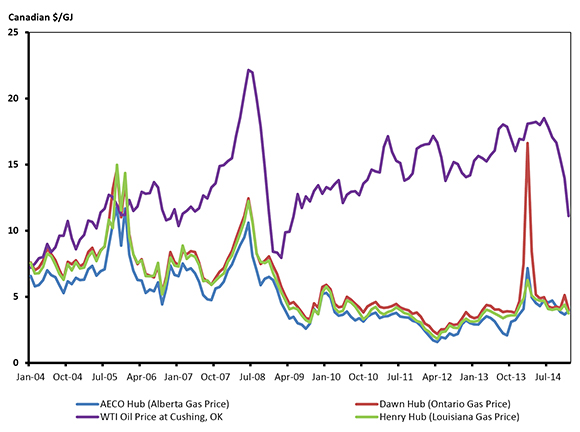 Canadian $/GJ
25
20
15
10
5
0
Jan-04 Oct-04 Jul-05 Apr-06 Jan-07 Oct-07 Jul-08 Apr-09 Jan-10 Oct-10 Jul-11 Apr-12 Jan-13 Oct-13 Jul-14
AECO Hub (Alberta Gas Price) Dawn Hub (Ontario Gas Price)
WTI Oil Price at Cushing, OK Henry Hub (Louisiana Gas Price)